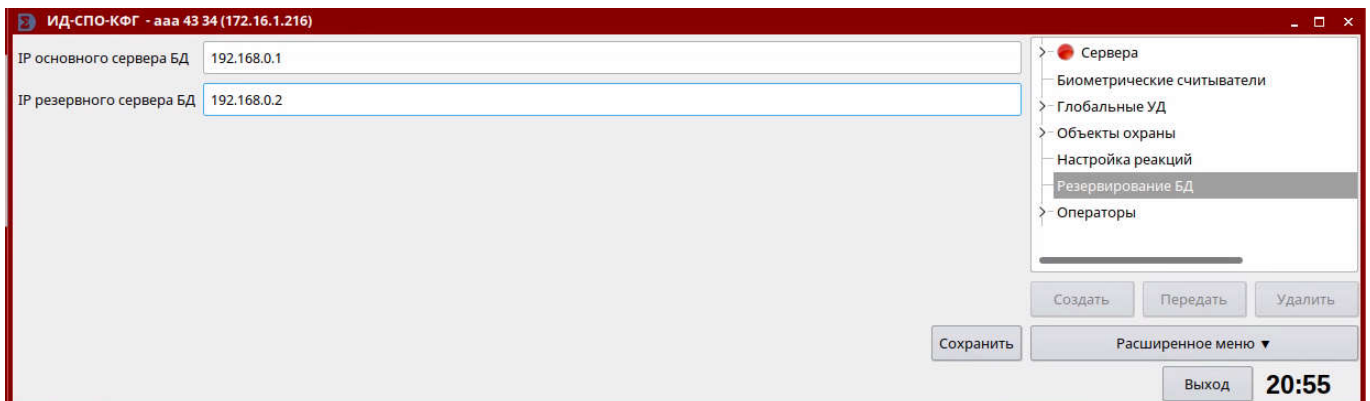 ИД-СПО-КФГ - ааа 43 34 (172.16.1.216)
IP основного сервера БД 192.168.0.1
IP резервного сервера БД 192.168.0.2
Сервера
Биометрические считыватели
Глобальные УД
Объекты охраны
Настройка реакций
Резервирование БД
Операторы
Создать Передать Удалить
Сохранить Расширенное меню ▼
Выход 20:55